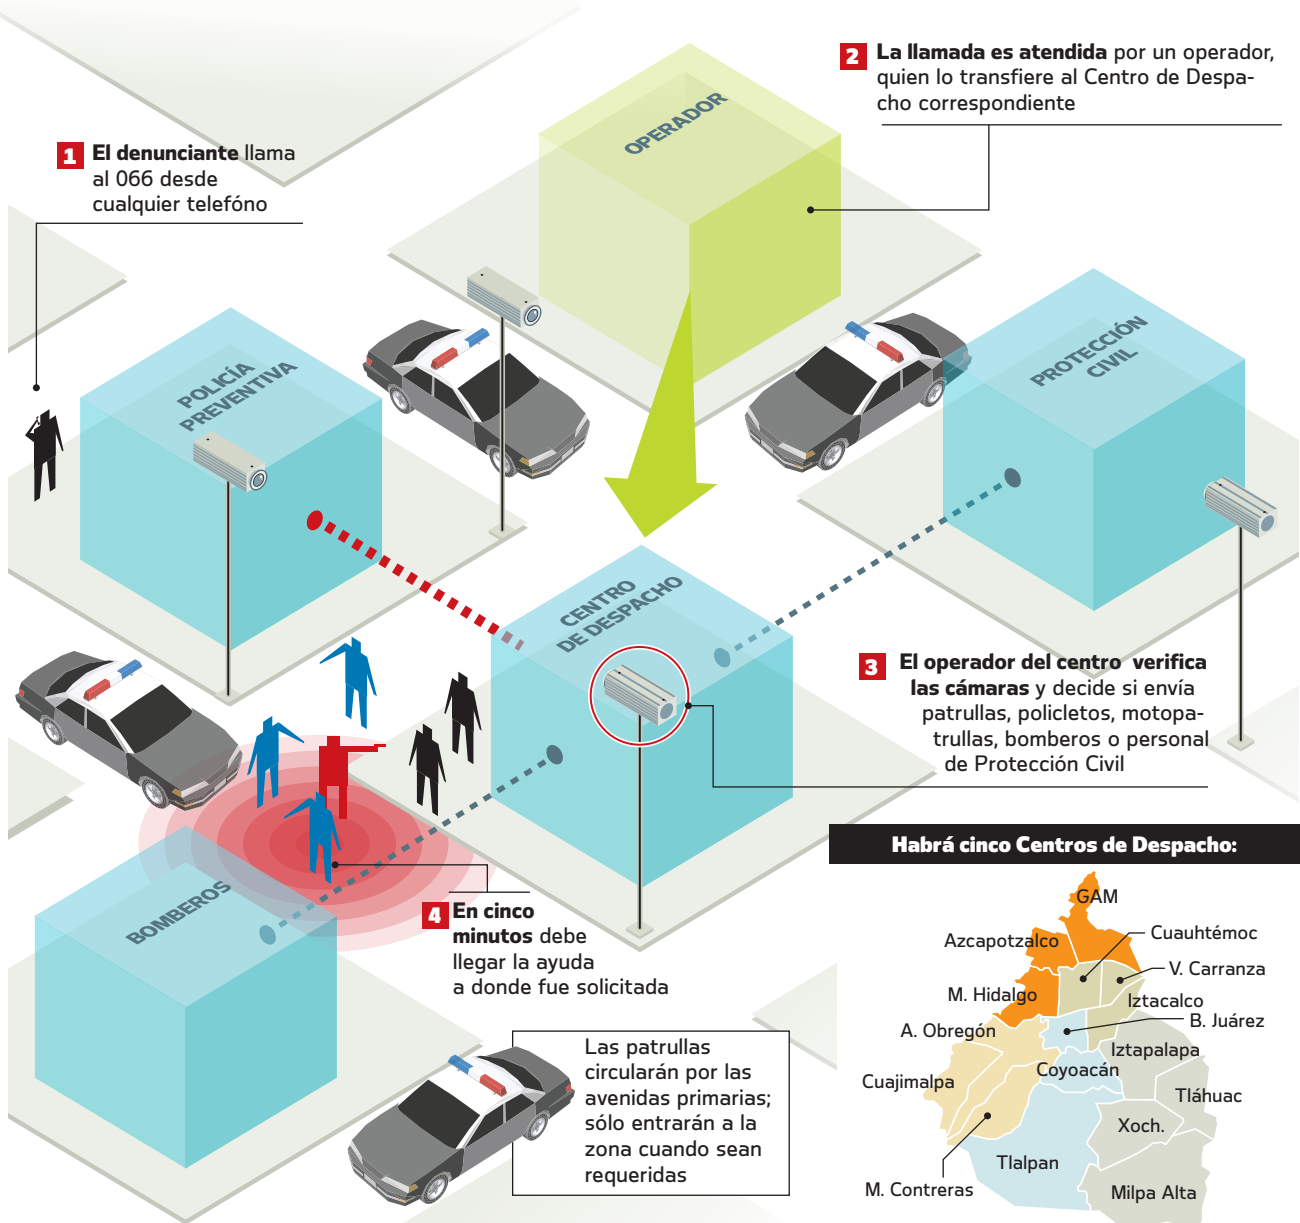 1 El denunciante llama
al 066 desde
cualquier telefóno
2 La llamada es atendida por un operador,
quien lo transfiere al Centro de Despa-
cho correspondiente
OPERADOR
POLICÍA
PREVENTIVA
PROTECCIÓN
CIVIL
CENTRO
DE DESPACHO
3 El operador del centro verifica
las cámaras y decide si envía
patrullas, policletos, motopa-
trullas, bomberos o personal
de Protección Civil
BOMBEROS
4 En cinco
minutos debe
llegar la ayuda
a donde fue solicitada
Las patrullas
circularán por las
avenidas primarias;
sólo entrarán a la
zona cuando sean
requeridas
Habrá cinco Centros de Despacho:
GAM
Azcapotzalco
Cuauhtémoc
V. Carranza
M. Hidalgo
Iztacalco
B. Juárez
A. Obregón
Iztapalapa
Coyoacán
Cuajimalpa
Tláhuac
Xoch.
Tlalpan
M. Contreras
Milpa Alta